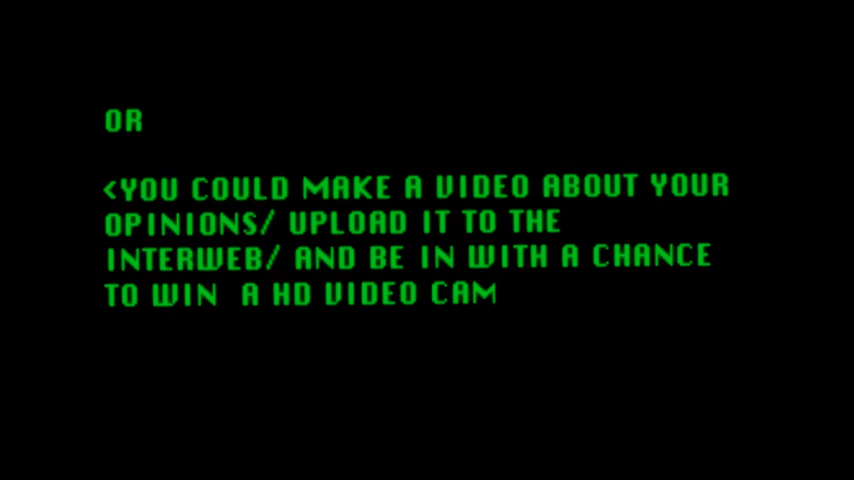 OR
<YOU COULD MAKE A VIDEO ABOUT YOUR
OPINIONS/ UPLOAD IT TO THE
INTERWEB/ AND BE IN WITH A CHANCE
TO WIN  A HD VIDEO CAM